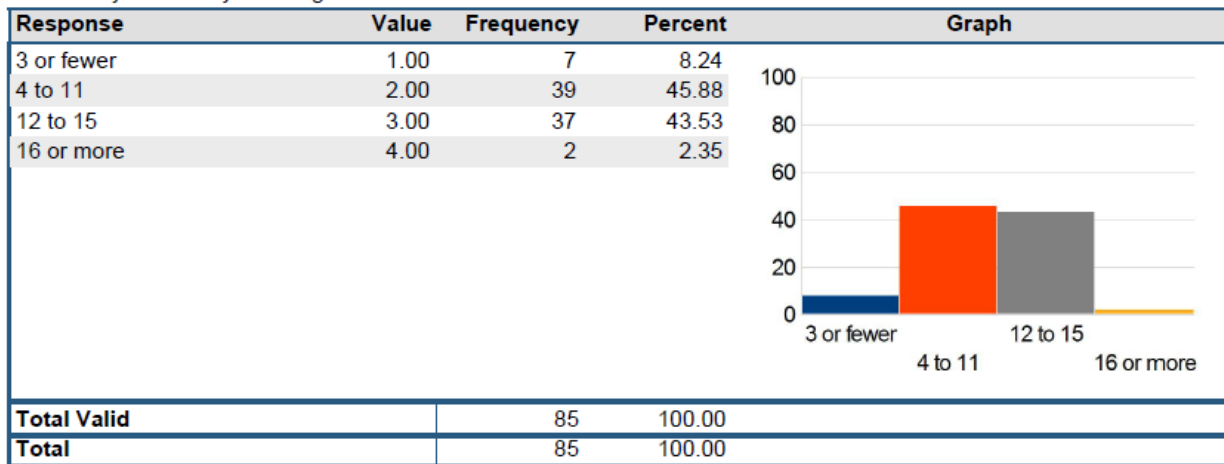 Response Value Frequency Percent Graph
3 or fewer 1.00 7 8.24
4 to 11 2.00 39 45.88
12 to 15 3.00 37 43.53
16 or more 4.00 2 2.35
100
80
60
40
20
0
3 or fewer 12 to 15
4 to 11 16 or more
Total Valid 85 100.00
Total 85 100.00